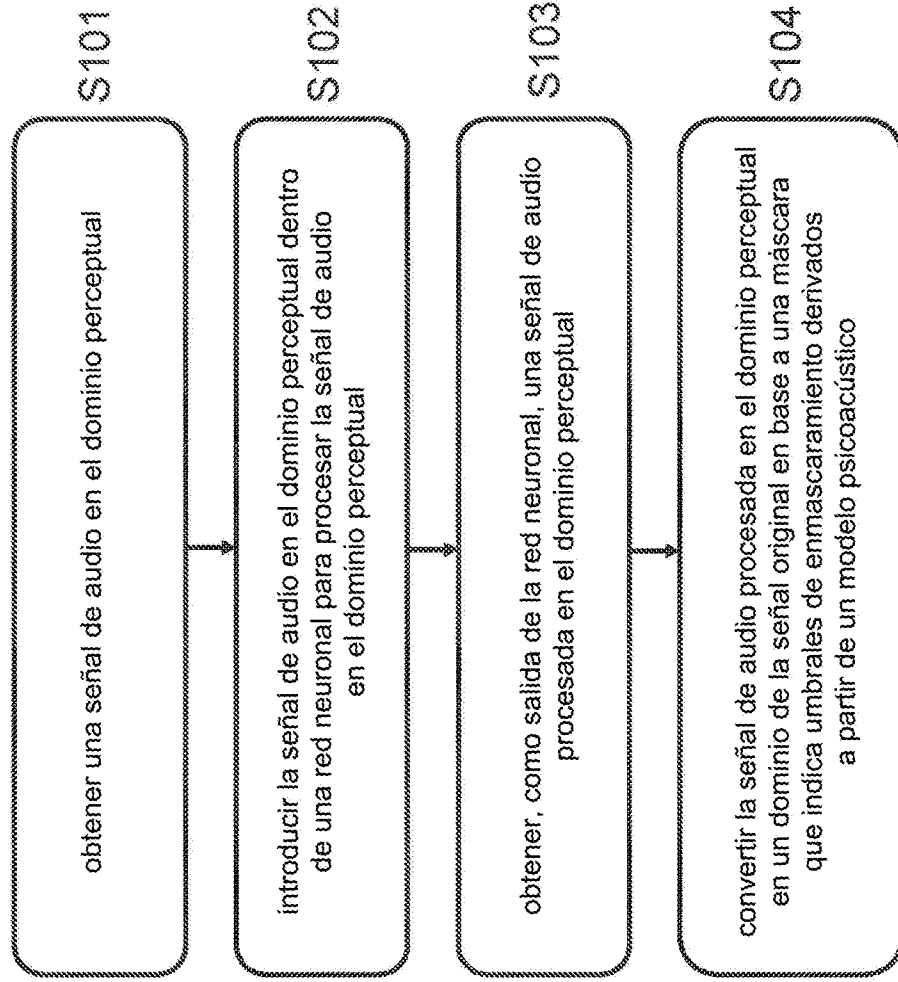 S101
obtener una señal de audio en el dominio perceptual
S102
introducir la señal de audio en el dominio perceptual dentro
de una red neuronal para procesar la señal de audio
en el dominio perceptual
S103
obtener, como salida de la red neuronal, una señal de audio
procesada en el dominio perceptual
S104
convertir la señal de audio procesada en el dominio perceptual
en un dominio de la señal original en base a una máscara
que indica umbrales de enmascaramiento derivados
a partir de un modelo psicoacústico